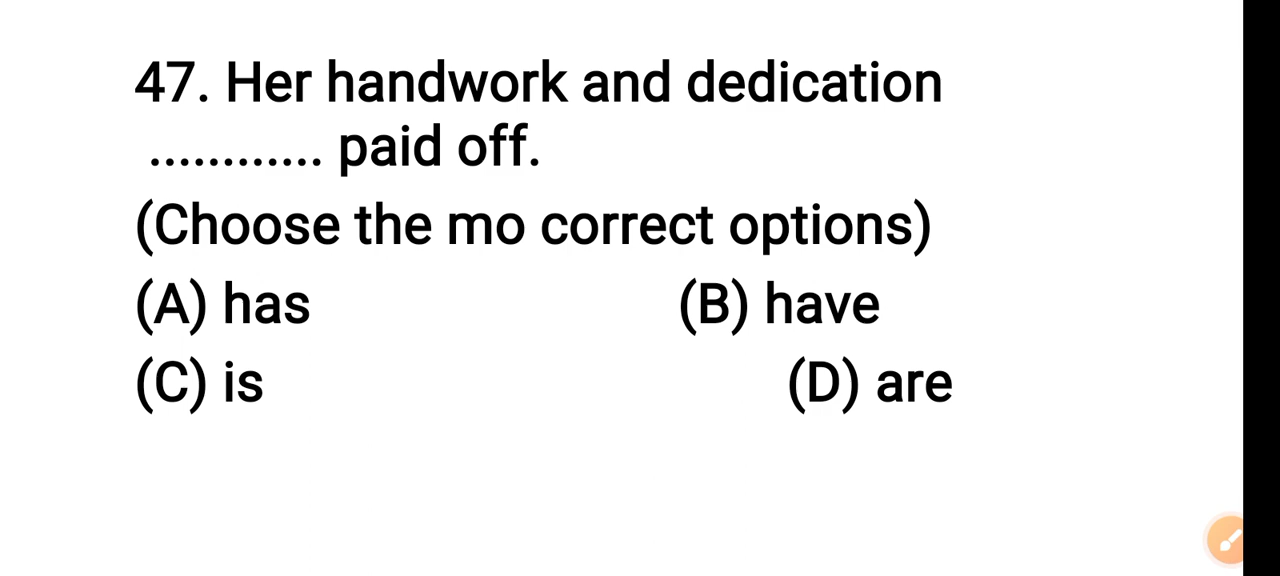 47. Her handwork and dedication
............ paid off.
(Choose the mo correct options)
(A) has (B) have
(C) is (D) are